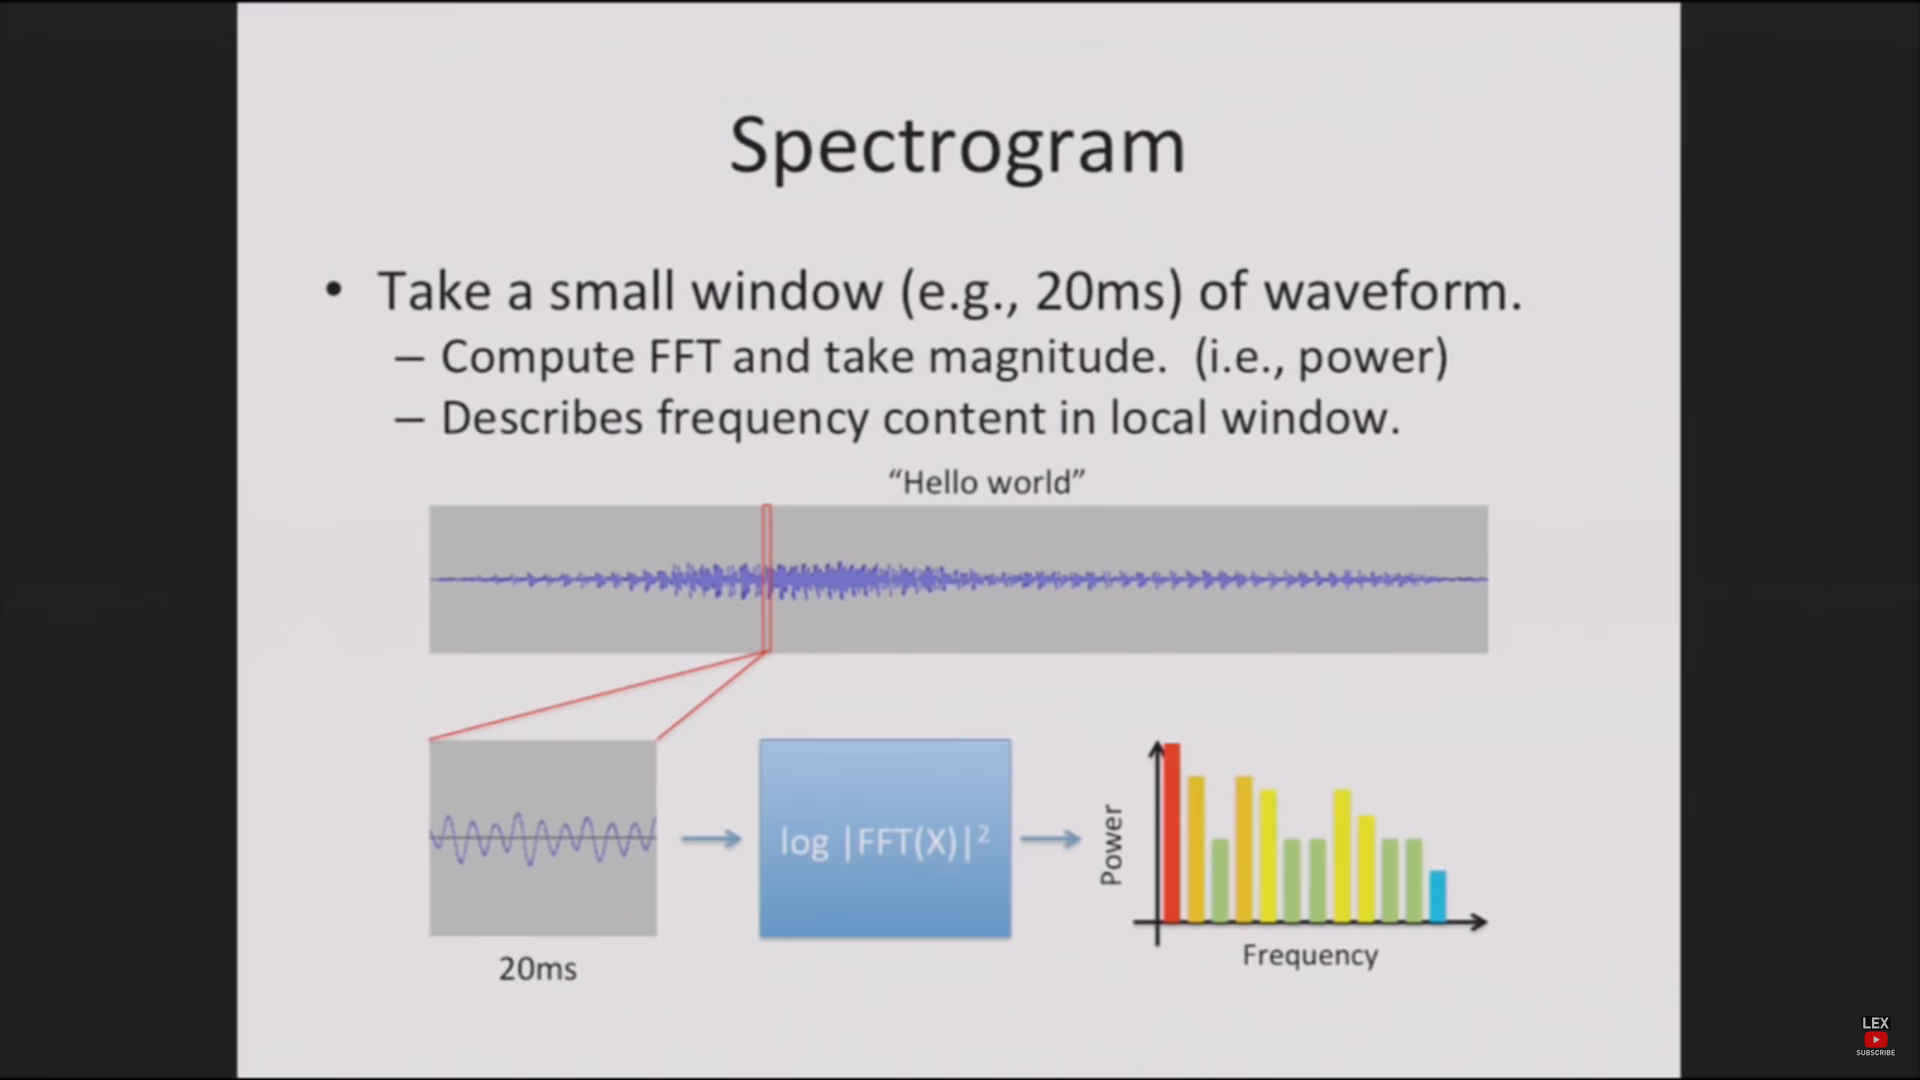 Spectrogram
• Take a small window (e.g., 20ms) of waveform.
– Compute FFT and take magnitude.  (i.e., power)
– Describes frequency content in local window.
“Hello world”
log |FFT(X)|²
Power
Frequency
20ms
LEX
SUBSCRIBE